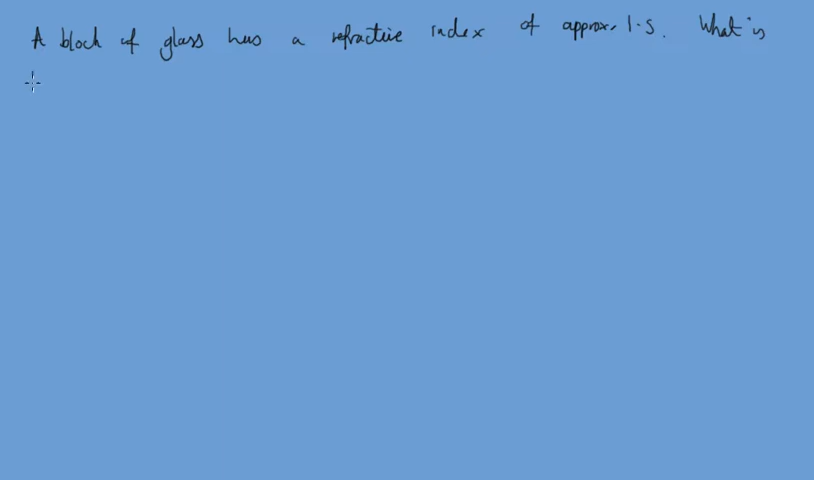 A block of glass has a refractive index of approx. 1.5. What is